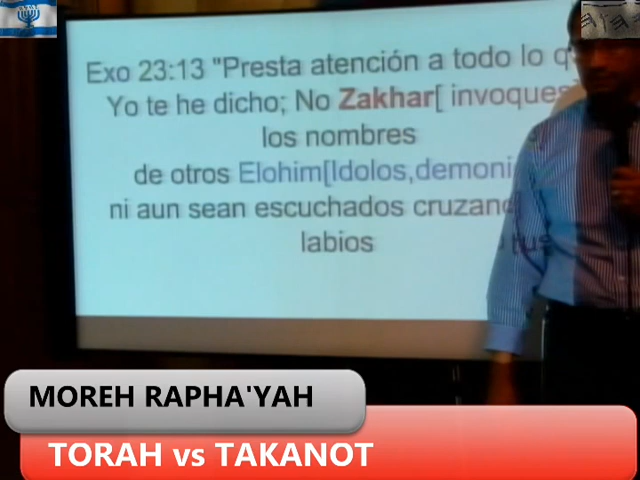 Exo 23:13 "Presta atención a todo lo q
Yo te he dicho; No Zakhar[ invoques
los nombres
de otros Elohim[Idolos,demoni
ni aun sean escuchados cruzand
tus
labios
MOREH RAPHA'YAH
TORAH vs TAKANOT